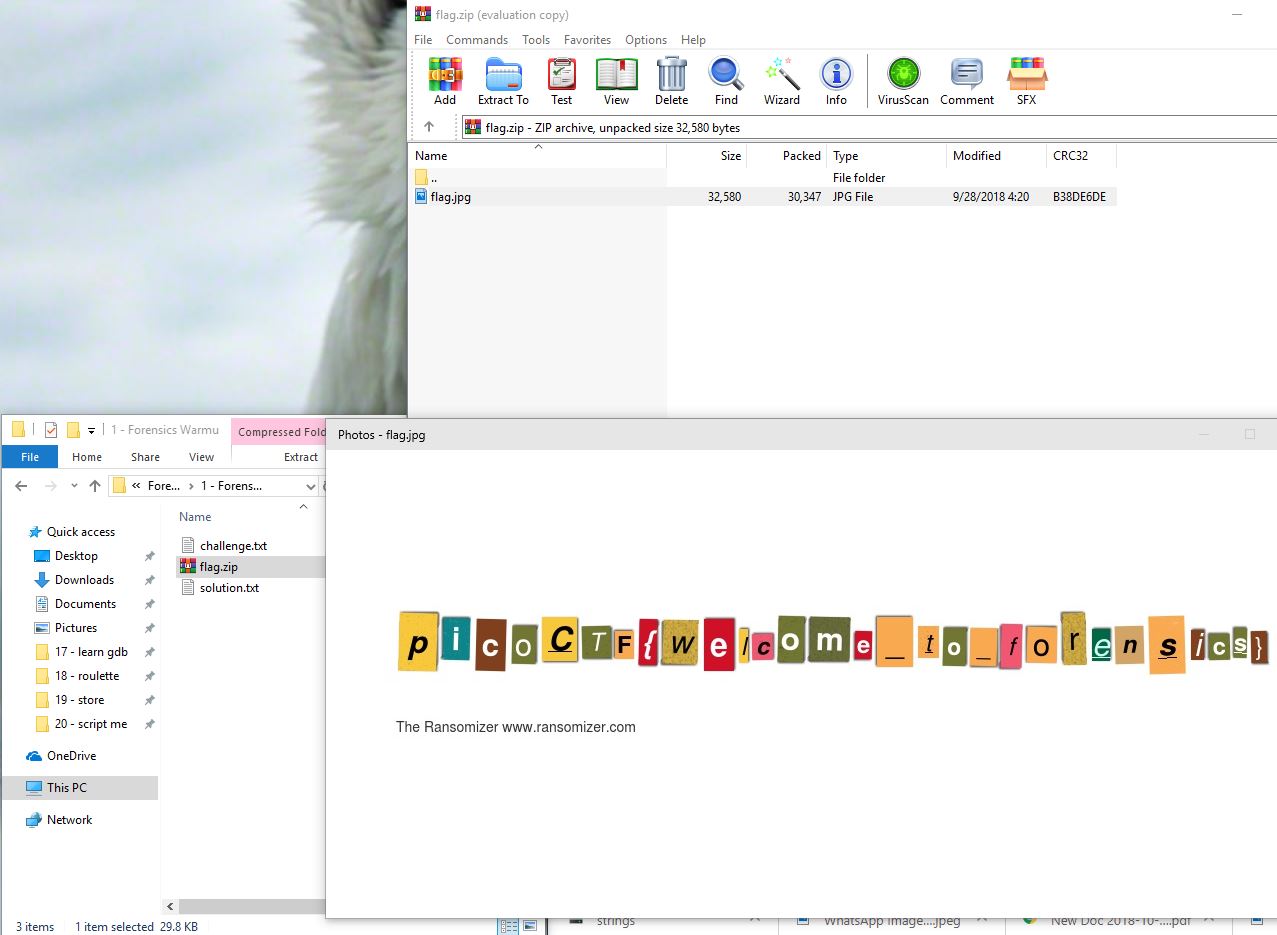 flag.zip (evaluation copy)
File Commands Tools Favorites Options Help
Add Extract To Test View Delete Find Wizard Info VirusScan Comment SFX
flag.zip - ZIP archive, unpacked size 32,580 bytes
Name Size Packed Type Modified CRC32
.. File folder
flag.jpg 32,580 30,347 JPG File 9/28/2018 4:20 B38DE6DE
1 - Forensics Warmu Compressed Fold
File Home Share View Extract
« Fore... › 1 - Forens...
Name
Quick access
Desktop
Downloads
Documents
Pictures
17 - learn gdb
18 - roulette
19 - store
20 - script me
OneDrive
This PC
Network
challenge.txt
flag.zip
solution.txt
3 items 1 item selected 29.8 KB
Photos - flag.jpg
picoCTF{welcome_to_forensics}
The Ransomizer www.ransomizer.com
strings WhatsApp Image....jpeg New Doc 2018-10-....pdf